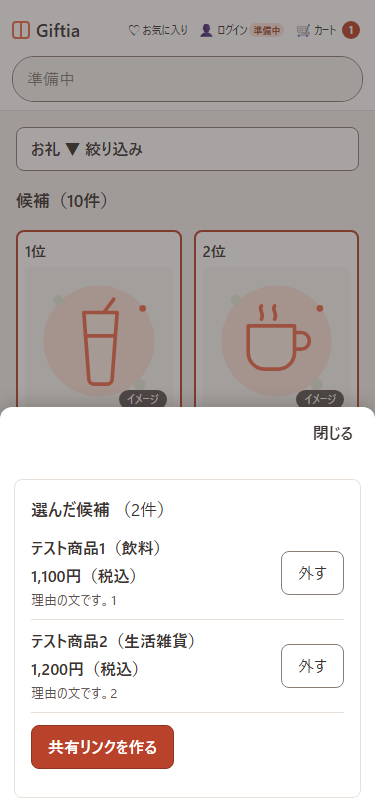 Giftia
♡ お気に入り
👤 ログイン 準備中
🛒 カート 1
準備中
お礼 ▼ 絞り込み
候補（10件）
1位
2位
イメージ
イメージ
閉じる
選んだ候補 （2件）
テスト商品1（飲料）
1,100円（税込）
理由の文です。1
外す
テスト商品2（生活雑貨）
1,200円（税込）
理由の文です。2
外す
共有リンクを作る